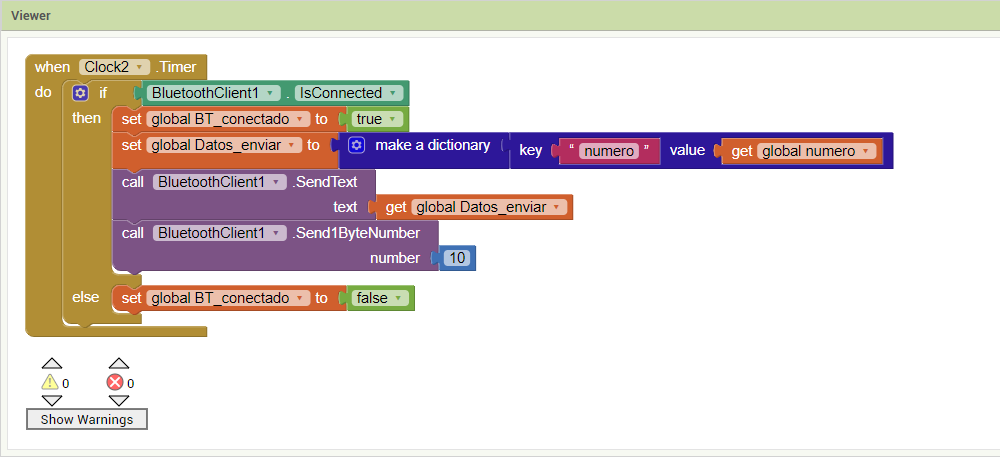 Viewer
when Clock2 .Timer
do if BluetoothClient1 . IsConnected
then set global BT_conectado to true
set global Datos_enviar to make a dictionary key “ numero ” value get global numero
call BluetoothClient1 .SendText
text get global Datos_enviar
call BluetoothClient1 .Send1ByteNumber
number 10
else set global BT_conectado to false
0 0
Show Warnings